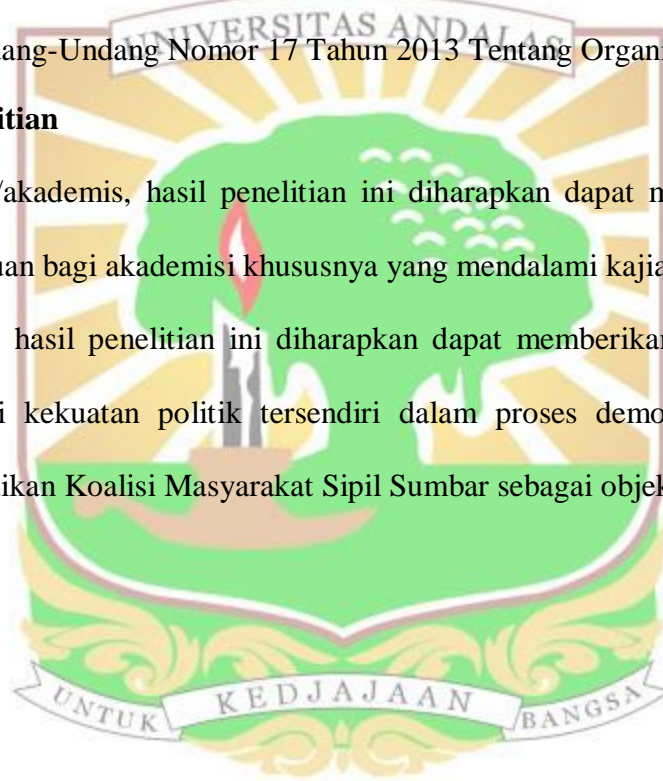 UNIVERSITAS ANDALAS
ang-Undang Nomor 17 Tahun 2013 Tentang Organi
itian
/akademis, hasil penelitian ini diharapkan dapat m
uan bagi akademisi khususnya yang mendalami kajia
hasil penelitian ini diharapkan dapat memberikan
i kekuatan politik tersendiri dalam proses demo
ikan Koalisi Masyarakat Sipil Sumbar sebagai objek
UNTUK KEDJAJAAN BANGSA